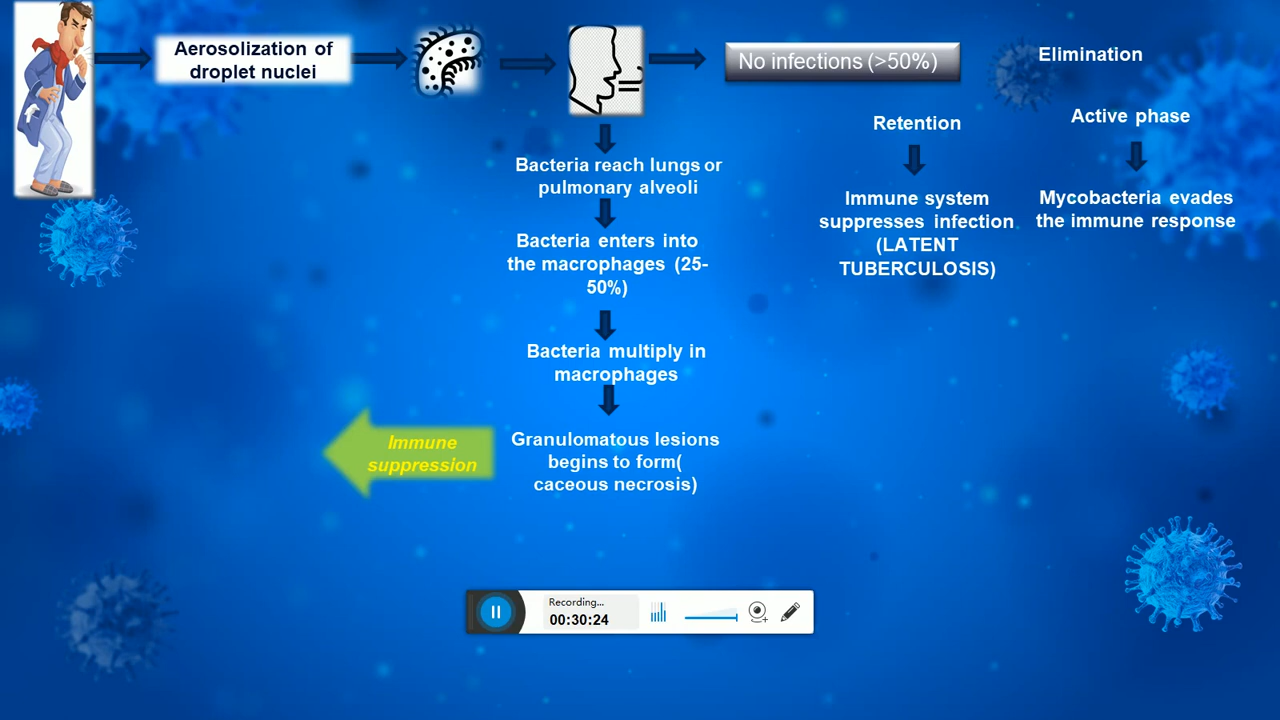 Aerosolization of
droplet nuclei
No infections (>50%)
Elimination
Retention
Active phase
Bacteria reach lungs or
pulmonary alveoli
Immune system
suppresses infection
(LATENT
TUBERCULOSIS)
Mycobacteria evades
the immune response
Bacteria enters into
the macrophages (25-
50%)
Bacteria multiply in
macrophages
Immune
suppression
Granulomatous lesions
begins to form(
caceous necrosis)
Recording...
00:30:24